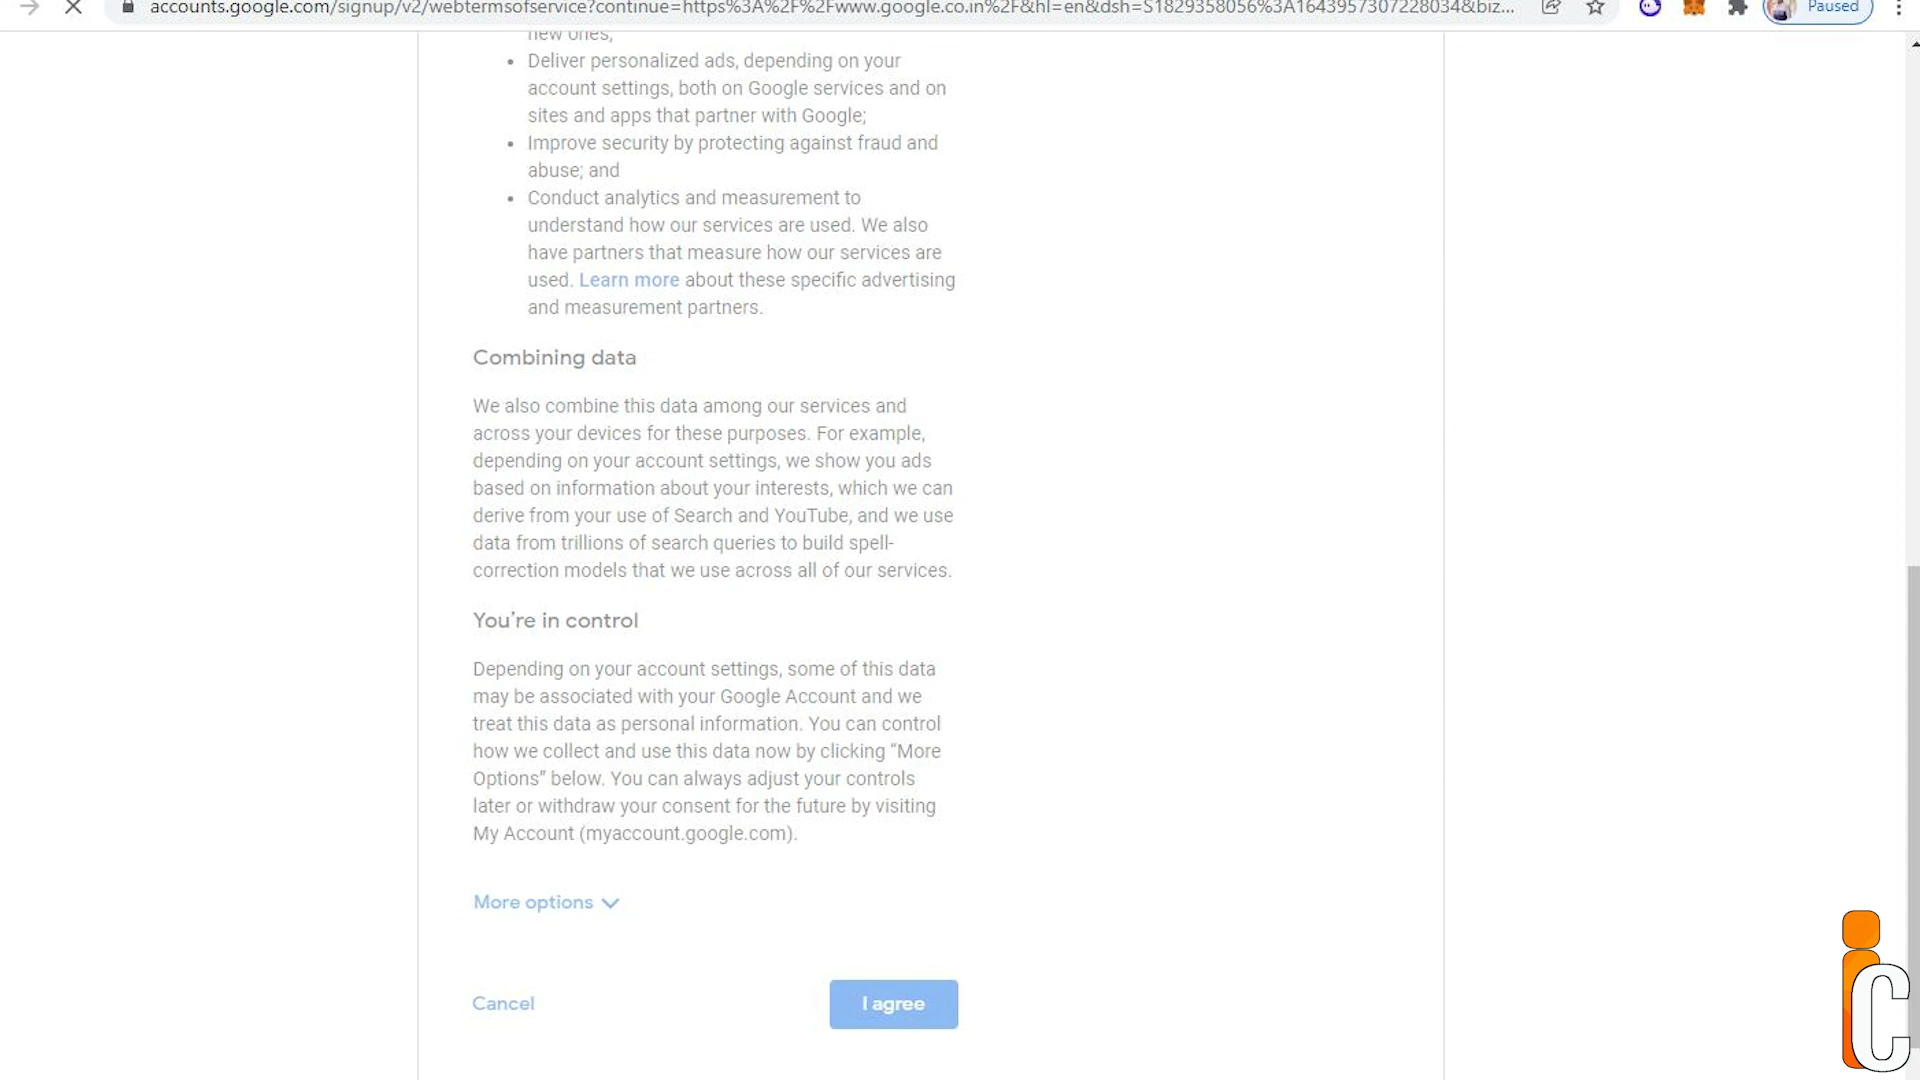 accounts.google.com/signup/v2/webtermsofservice?continue=https%3A%2F%2Fwww.google.co.in%2F&hl=en&dsh=S1829358056%3A1643957307228034&biz...
Paused
new ones;
• Deliver personalized ads, depending on your
account settings, both on Google services and on
sites and apps that partner with Google;
• Improve security by protecting against fraud and
abuse; and
• Conduct analytics and measurement to
understand how our services are used. We also
have partners that measure how our services are
used. Learn more about these specific advertising
and measurement partners.
Combining data
We also combine this data among our services and
across your devices for these purposes. For example,
depending on your account settings, we show you ads
based on information about your interests, which we can
derive from your use of Search and YouTube, and we use
data from trillions of search queries to build spell-
correction models that we use across all of our services.
You’re in control
Depending on your account settings, some of this data
may be associated with your Google Account and we
treat this data as personal information. You can control
how we collect and use this data now by clicking “More
Options” below. You can always adjust your controls
later or withdraw your consent for the future by visiting
My Account (myaccount.google.com).
More options
Cancel
I agree
iC